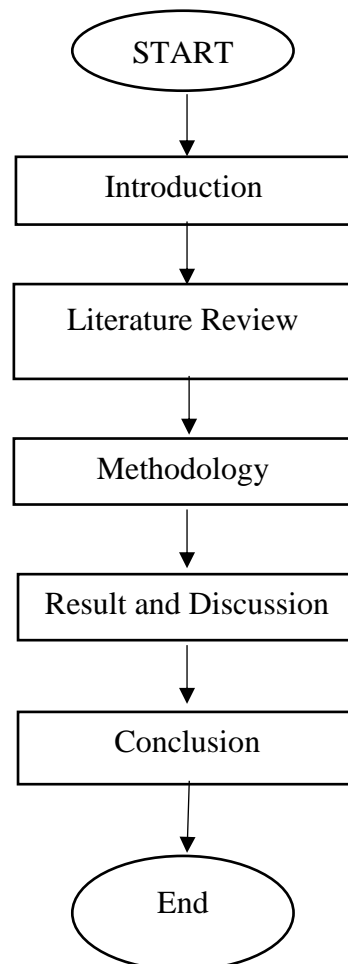 START
Introduction
Literature Review
Methodology
Result and Discussion
Conclusion
End